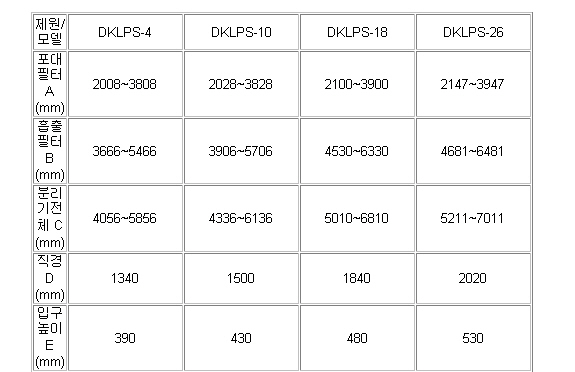 제원/
모델
DKLPS-4
DKLPS-10
DKLPS-18
DKLPS-26
포대
필터
A
(mm)
2008~3808
2028~3828
2100~3900
2147~3947
흡출
필터
B
(mm)
3666~5466
3906~5706
4530~6330
4681~6481
분리
기전
체 C
(mm)
4056~5856
4336~6136
5010~6810
5211~7011
직경
D
(mm)
1340
1500
1840
2020
입구
높이
E
(mm)
390
430
480
530